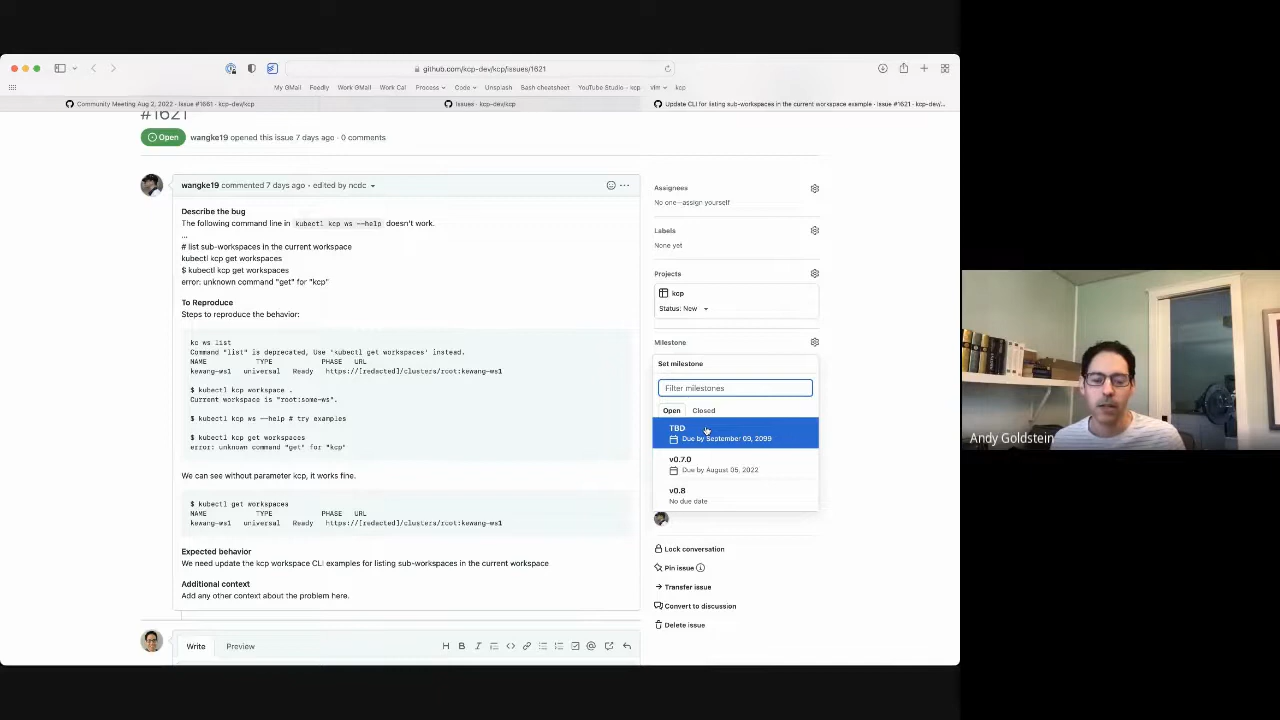 github.com/kcp-dev/kcp/issues/1621
My GMail Feedly Work GMail Work Cal Projects Code Unsplash Bash cheatsheet YouTube Studio - kcp vim kcp
Community Meeting Aug 2, 2022 · Issue #1661 · kcp-dev/kcp
Issues · kcp-dev/kcp
Update CLI for listing sub-workspaces in the current workspace example · Issue #1621 · kcp-dev/...
#1621
Open
wangke19 opened this issue 7 days ago · 0 comments
wangke19 commented 7 days ago • edited by ncdc
Describe the bug
The following command line in kubectl kcp ws --help doesn't work.
...
# list sub-workspaces in the current workspace
kubectl kcp get workspaces
$ kubectl kcp get workspaces
error: unknown command "get" for "kcp"
To Reproduce
Steps to reproduce the behavior:
kc ws list
Command "list" is deprecated, Use 'kubectl get workspaces' instead.
NAME TYPE PHASE URL
kewang-ws1 universal Ready https://[redacted]/clusters/root:kewang-ws1
$ kubectl kcp workspace .
Current workspace is "root:some-ws".
$ kubectl kcp ws --help # try examples
$ kubectl kcp get workspaces
error: unknown command "get" for "kcp"
We can see without parameter kcp, it works fine.
$ kubectl get workspaces
NAME TYPE PHASE URL
kewang-ws1 universal Ready https://[redacted]/clusters/root:kewang-ws1
Expected behavior
We need update the kcp workspace CLI examples for listing sub-workspaces in the current workspace
Additional context
Add any other context about the problem here.
Write Preview
Assignees
No one—assign yourself
Labels
None yet
Projects
kcp
Status: New
Milestone
Set milestone
Filter milestones
Open Closed
TBD
Due by September 09, 2099
v0.7.0
Due by August 05, 2022
v0.8
No due date
Lock conversation
Pin issue
Transfer issue
Convert to discussion
Delete issue
Andy Goldstein